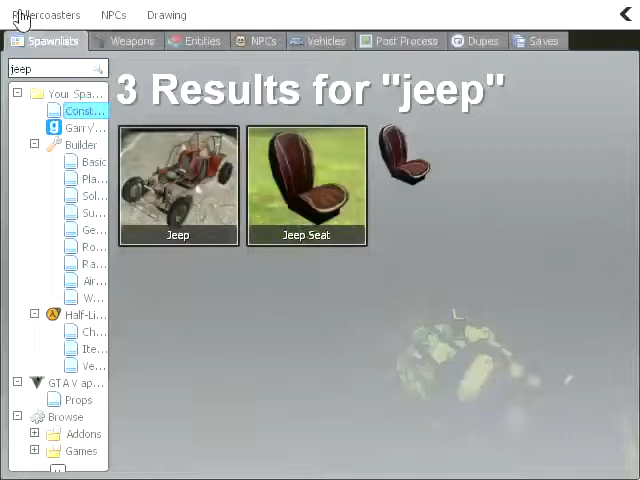 Rollercoasters NPCs Drawing
Spawnlists Weapons Entities NPCs Vehicles Post Process Dupes Saves
jeep
3 Results for "jeep"
Your Spa...
Const...
Garry'
Builder
Basic
Pla...
Sol...
Su...
Ge...
Ro...
Ra...
Air...
W...
Half-Li...
Ch...
Ite...
Ve...
GTA V ap...
Props
Browse
Addons
Games
Jeep
Jeep Seat